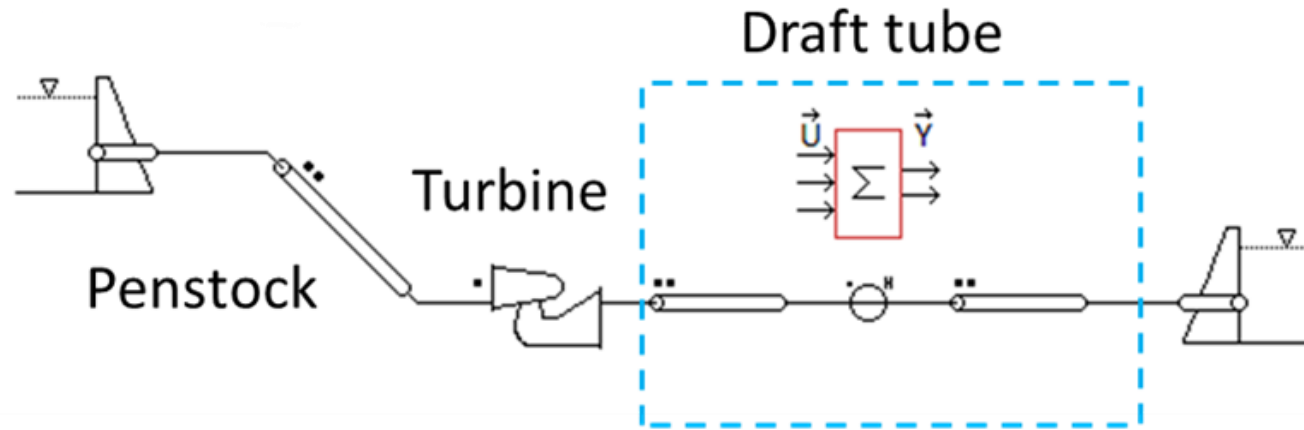 Draft tube
U Y
Σ
Turbine
Penstock
H